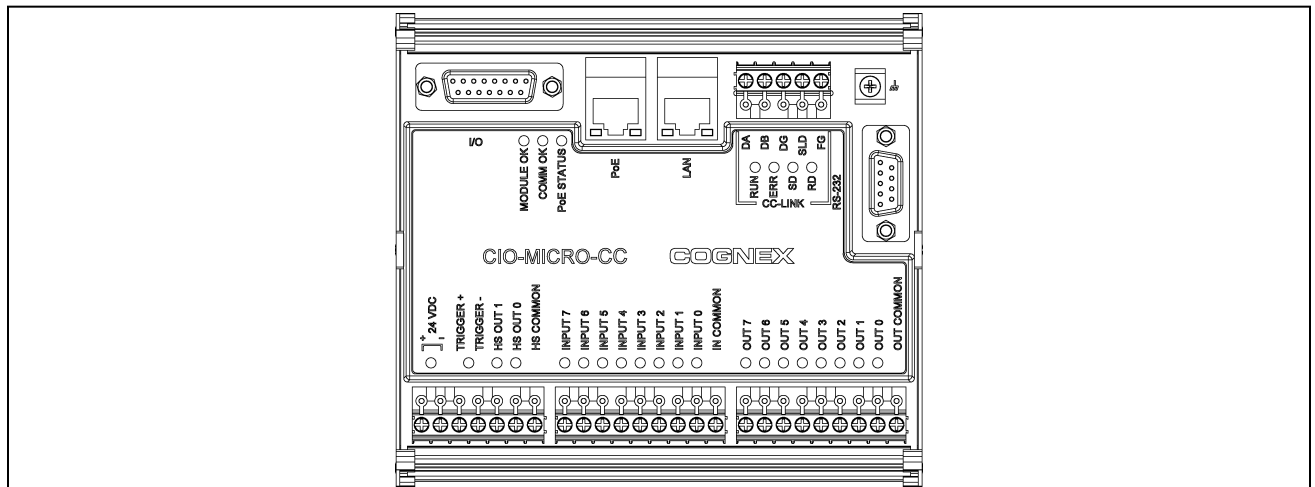 I/O
MODULE OK
COMM OK
PoE STATUS
PoE
LAN
DA
DB
DG
SLD
FG
RUN
ERR
SD
RD
CC-LINK
RS-232
CIO-MICRO-CC
COGNEX
+
-
24 VDC
TRIGGER +
TRIGGER -
HS OUT 1
HS OUT 0
HS COMMON
INPUT 7
INPUT 6
INPUT 5
INPUT 4
INPUT 3
INPUT 2
INPUT 1
INPUT 0
IN COMMON
OUT 7
OUT 6
OUT 5
OUT 4
OUT 3
OUT 2
OUT 1
OUT 0
OUT COMMON